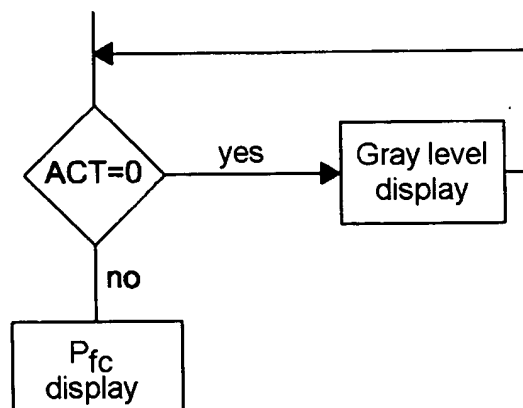 ACT=0
yes
Gray level
display
no
Pfc
display